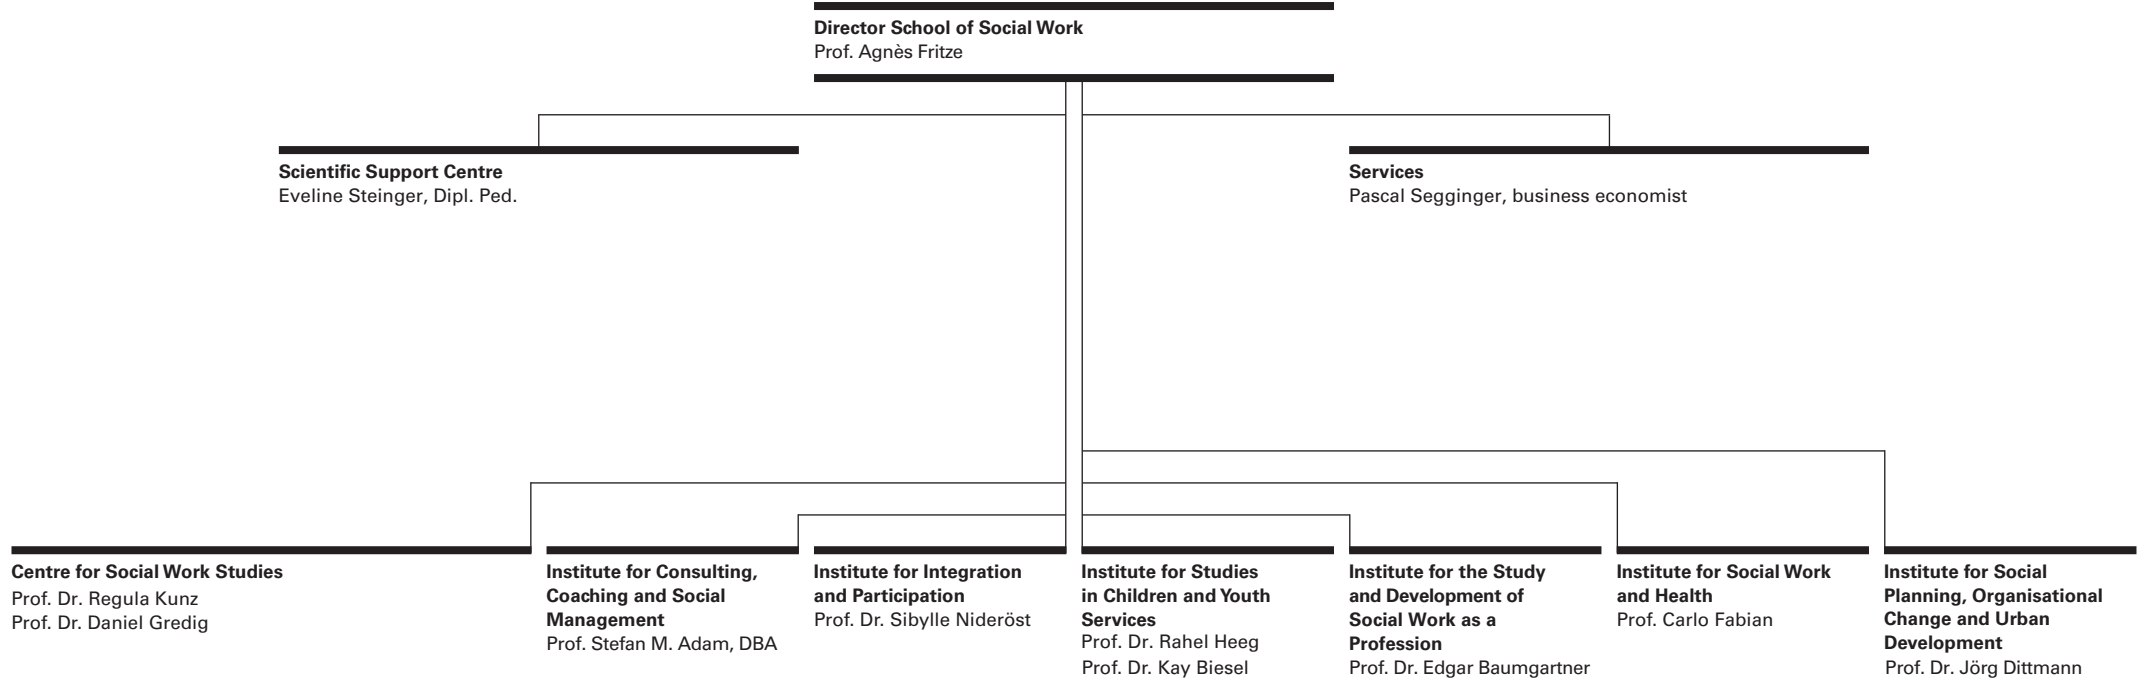 Director School of Social Work
Prof. Agnès Fritze
Scientific Support Centre
Eveline Steinger, Dipl. Ped.
Services
Pascal Segginger, business economist
Centre for Social Work Studies
Prof. Dr. Regula Kunz
Prof. Dr. Daniel Gredig
Institute for Consulting,
Coaching and Social
Management
Prof. Stefan M. Adam, DBA
Institute for Integration
and Participation
Prof. Dr. Sibylle Nideröst
Institute for Studies
in Children and Youth
Services
Prof. Dr. Rahel Heeg
Prof. Dr. Kay Biesel
Institute for the Study
and Development of
Social Work as a
Profession
Prof. Dr. Edgar Baumgartner
Institute for Social Work
and Health
Prof. Carlo Fabian
Institute for Social
Planning, Organisational
Change and Urban
Development
Prof. Dr. Jörg Dittmann